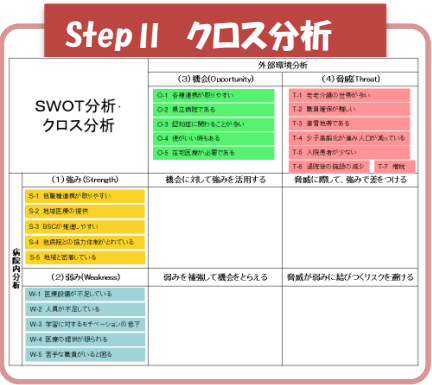 Step II クロス分析
外部環境分析
SWOT分析・
クロス分析
(3)機会(Opportunity)
(4)脅威(Threat)
O-1 各種連携が取りやすい
O-2 県立病院である
O-3 認知症に関わることが多い
O-4 使がいい時もある
O-5 在宅医療が必要である
T-1 老老介護の世帯が多い
T-2 職員確保が難しい
T-3 豪雪地帯である
T-4 少子高齢化が進み人口が減っている
T-5 入院患者が少ない
T-6 退院後の施設の減少
T-7 増税
病院内分析
(1)強み(Strength)
機会に対して強みを活用する
脅威に際して、強みで差をつける
S-1 他職種連携が取りやすい
S-2 地域医療の提供
S-3 BSCが推進しやすい
S-4 他病院との協力体制がとれている
S-5 地域と密着している
(2)弱み(Weakness)
弱みを補強して機会をとらえる
脅威が弱みに結びつくリスクを避ける
W-1 医療設備が不足している
W-2 人員が不足している
W-3 学習に対するモチベーションの低下
W-4 医療の提供が限られる
W-5 苦手な職員がいると困る